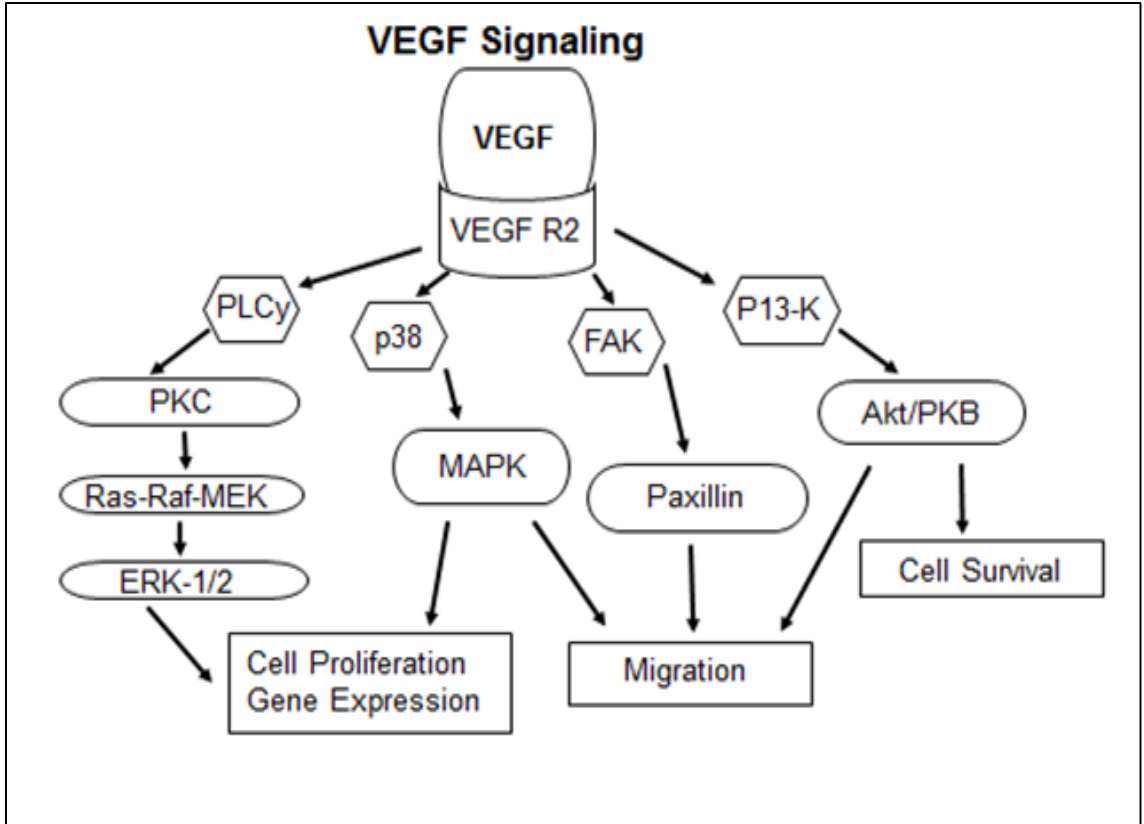 VEGF Signaling
VEGF
VEGF R2
PLCy
p38
FAK
P13-K
PKC
MAPK
Akt/PKB
Ras-Raf-MEK
Paxillin
ERK-1/2
Cell Survival
Cell Proliferation
Gene Expression
Migration